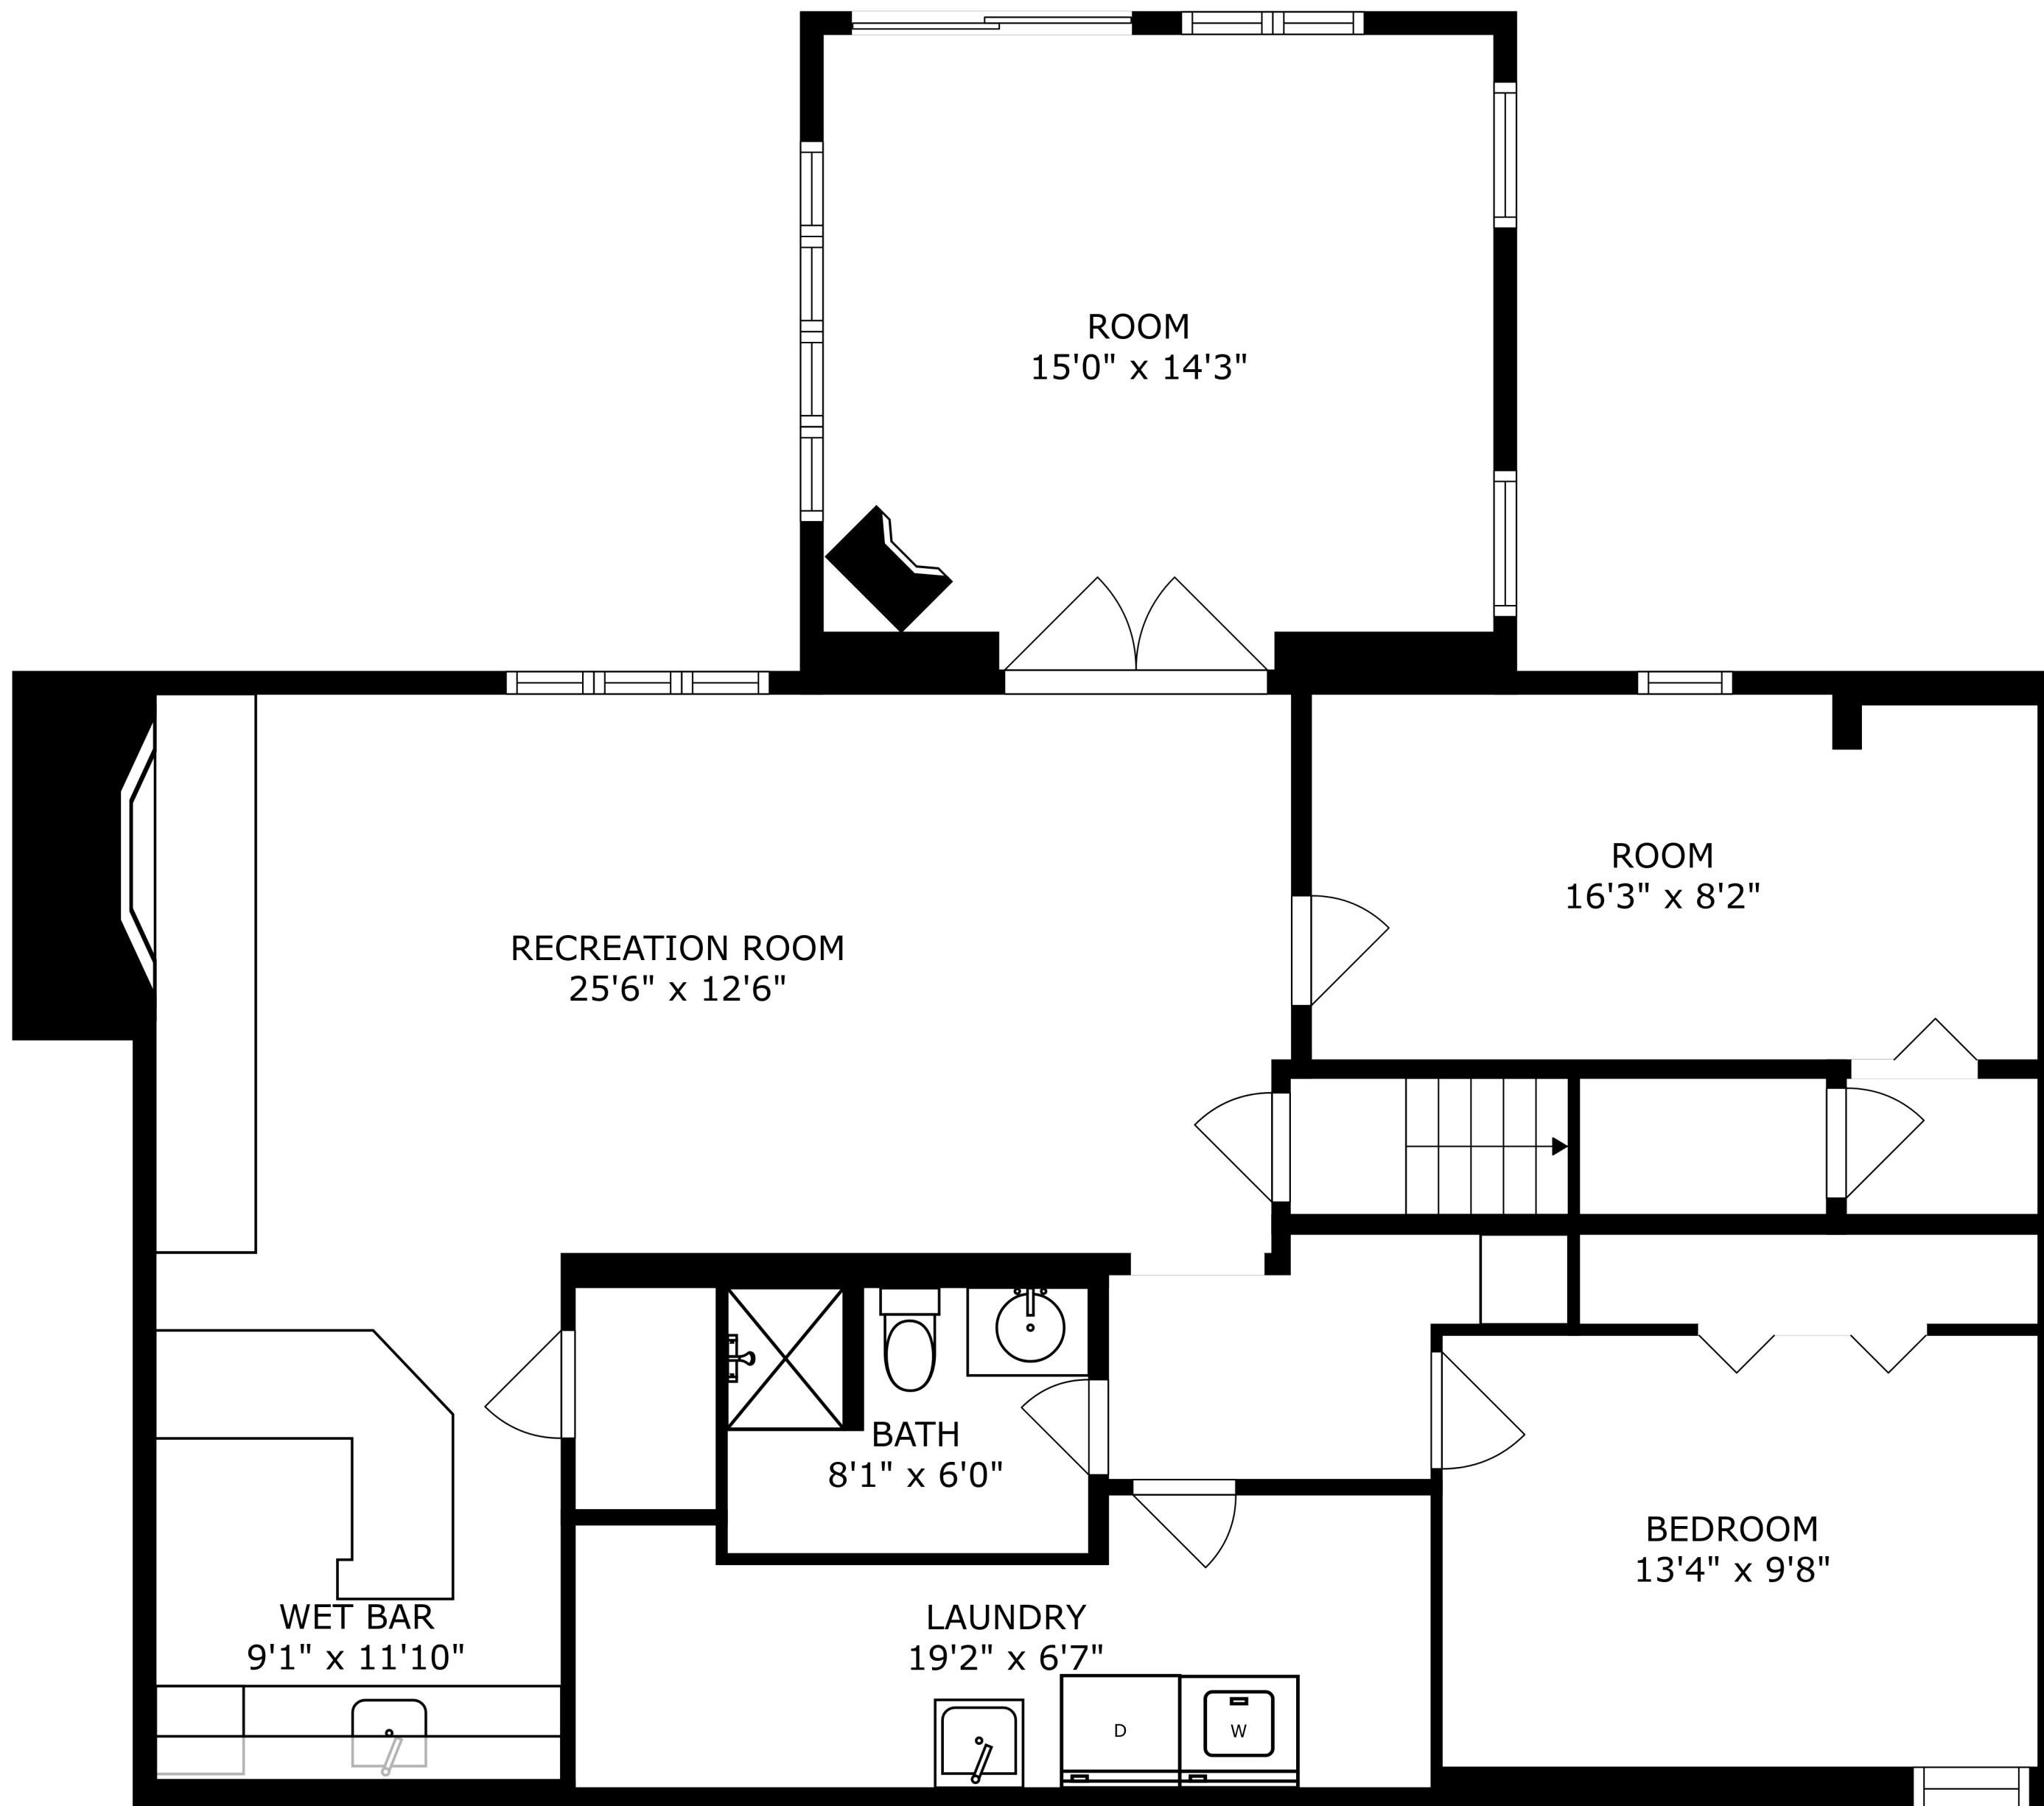 ROOM
15'0" x 14'3"
ROOM
16'3" x 8'2"
RECREATION ROOM
25'6" x 12'6"
BATH
8'1" x 6'0"
BEDROOM
13'4" x 9'8"
WET BAR
9'1" x 11'10"
LAUNDRY
19'2" x 6'7"
D
W